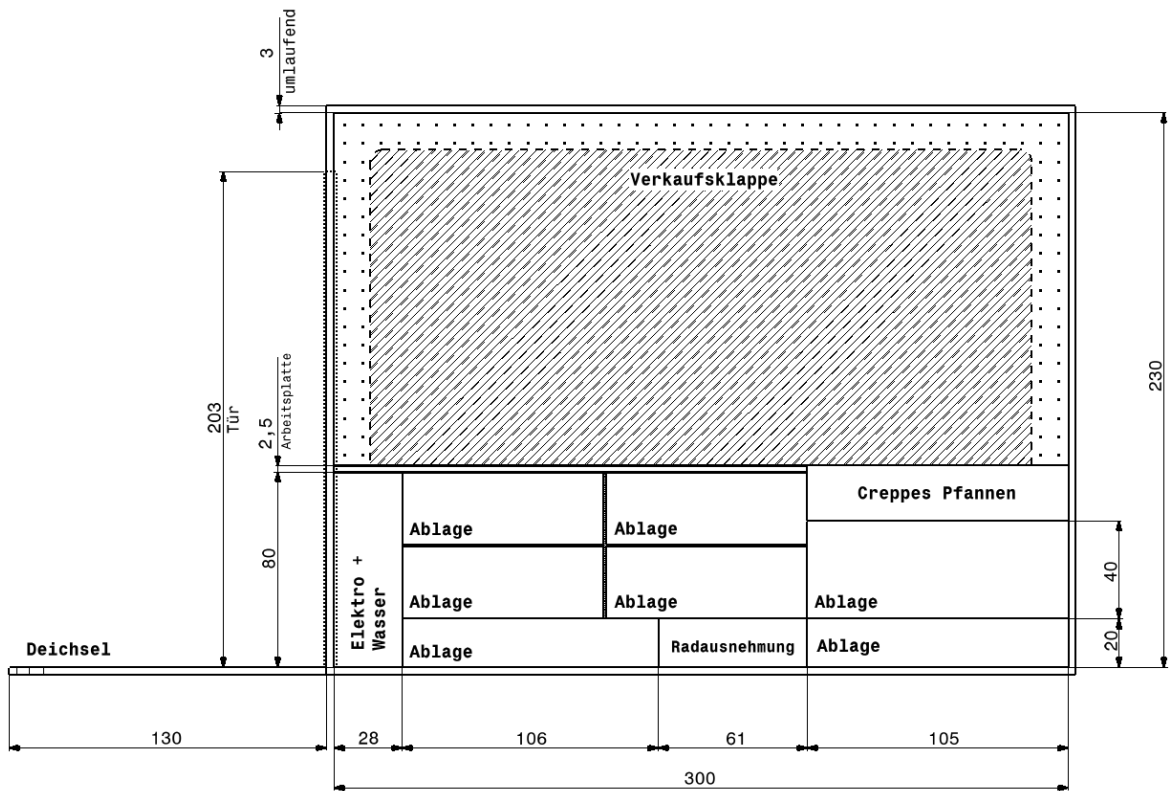 3
umlaufend
Verkaufsklappe
203
Tür
2,5
Arbeitsplatte
230
Creppes Pfannen
Ablage
Ablage
80
Elektro +
Wasser
40
Ablage
Ablage
Ablage
Deichsel
Ablage
Radausnehmung
Ablage
20
130
28
106
61
105
300